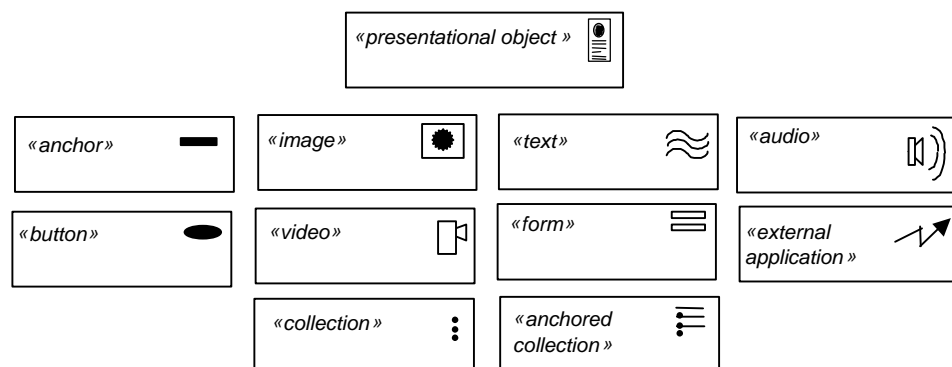 «presentational object »
«anchor»
«image»
«text»
«audio»
«button»
«video»
«form»
«external
application»
«collection»
«anchored
collection»